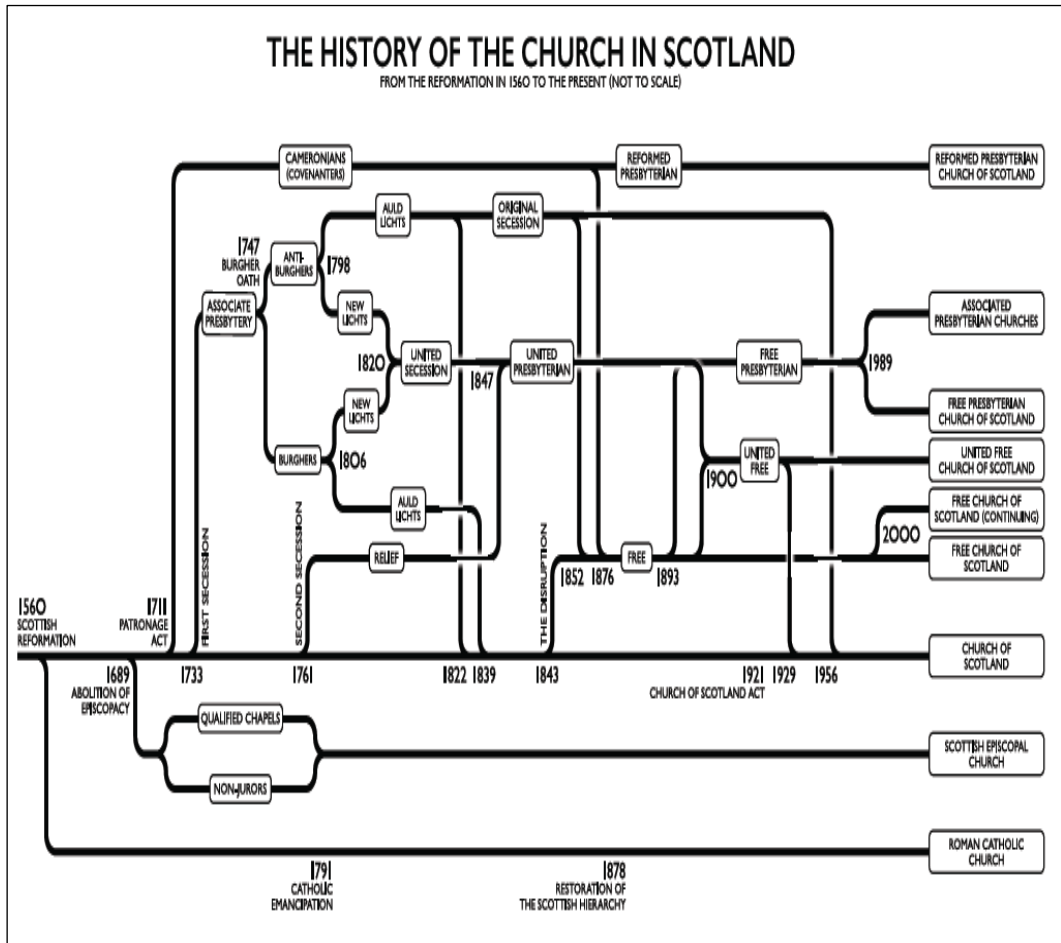 THE HISTORY OF THE CHURCH IN SCOTLAND
FROM THE REFORMATION IN 1560 TO THE PRESENT (NOT TO SCALE)
CAMERONIANS
(COVENANTERS)
REFORMED
PRESBYTERIAN
REFORMED PRESBYTERIAN
CHURCH OF SCOTLAND
AULD
LICHTS
ORIGINAL
SECESSION
1747
BURGHER
OATH
ANTI-
BURGHERS
1798
ASSOCIATE
PRESBYTERY
NEW
LICHTS
ASSOCIATED
PRESBYTERIAN CHURCHES
1820
UNITED
SECESSION
1847
UNITED
PRESBYTERIAN
FREE
PRESBYTERIAN
1989
NEW
LICHTS
FREE PRESBYTERIAN
CHURCH OF SCOTLAND
BURGHERS
1806
1900
UNITED
FREE
UNITED FREE
CHURCH OF SCOTLAND
AULD
LICHTS
FREE CHURCH OF
SCOTLAND (CONTINUING)
2000
FIRST SECESSION
SECOND SECESSION
RELIEF
THE DISRUPTION
1852
1876
FREE
1893
FREE CHURCH OF
SCOTLAND
1560
SCOTTISH
REFORMATION
1711
PATRONAGE
ACT
1689
ABOLITION OF
EPISCOPACY
1733
1761
1822
1839
1843
1921
CHURCH OF SCOTLAND ACT
1929
1956
CHURCH OF
SCOTLAND
QUALIFIED CHAPELS
NON-JURORS
SCOTTISH EPISCOPAL
CHURCH
ROMAN CATHOLIC
CHURCH
1791
CATHOLIC
EMANCIPATION
1878
RESTORATION OF
THE SCOTTISH HIERARCHY